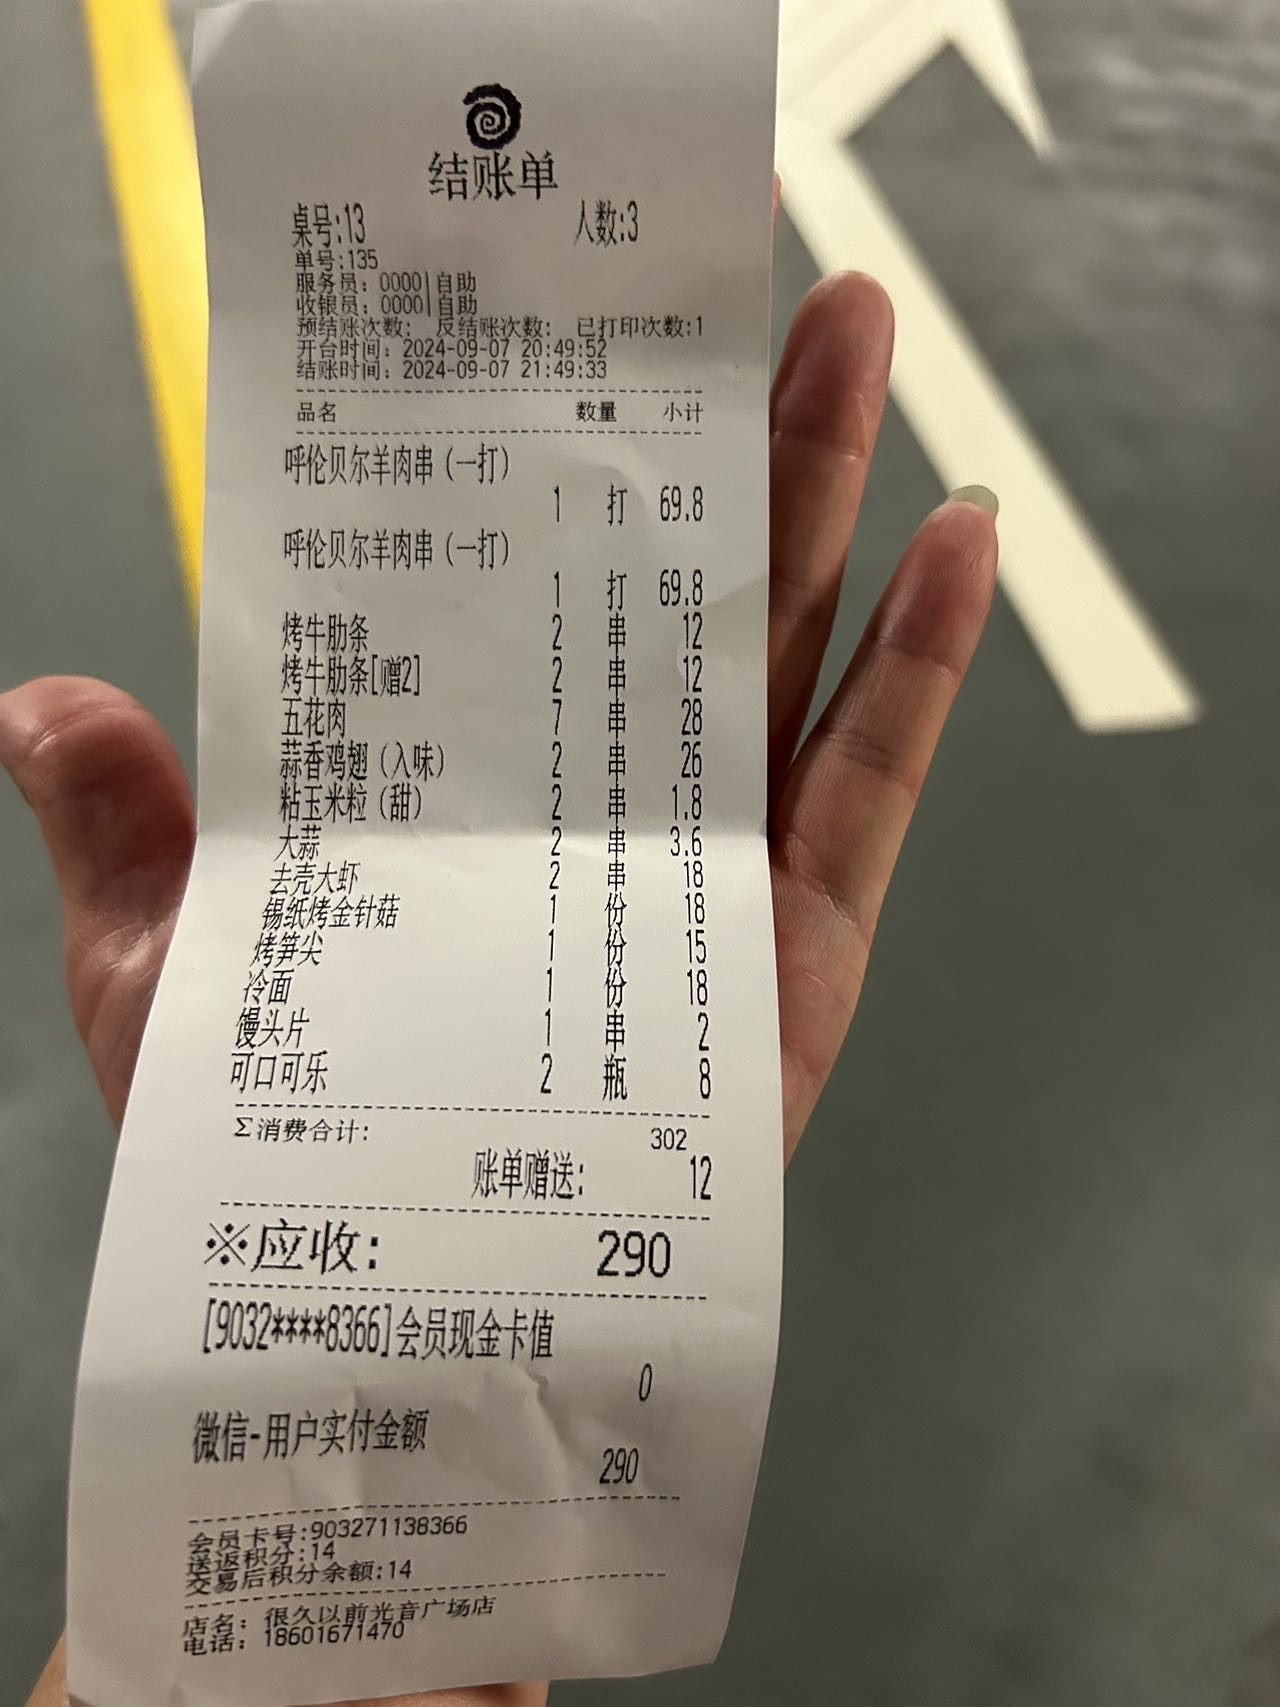 结账单
桌号:13 人数:3
单号:135
服务员: 0000|自助
收银员: 0000|自助
预结账次数: 反结账次数: 已打印次数:1
开台时间: 2024-09-07 20:49:52
结账时间: 2024-09-07 21:49:33
品名 数量 小计
呼伦贝尔羊肉串(一打)
1 打 69.8
呼伦贝尔羊肉串(一打)
1 打 69.8
烤牛肋条 2 串 12
烤牛肋条[赠2] 2 串 12
五花肉 7 串 28
蒜香鸡翅(入味) 2 串 26
粘玉米粒(甜) 2 串 1.8
大蒜 2 串 3.6
去壳大虾 2 串 18
锡纸烤金针菇 1 份 18
烤笋尖 1 份 15
冷面 1 份 18
馒头片 1 串 2
可口可乐 2 瓶 8
Σ消费合计: 302
账单赠送: 12
※应收: 290
[9032****8366]会员现金卡值
0
微信-用户实付金额
290
会员卡号:903271138366
送返积分:14
交易后积分余额:14
店名: 很久以前光音广场店
电话: 18601671470